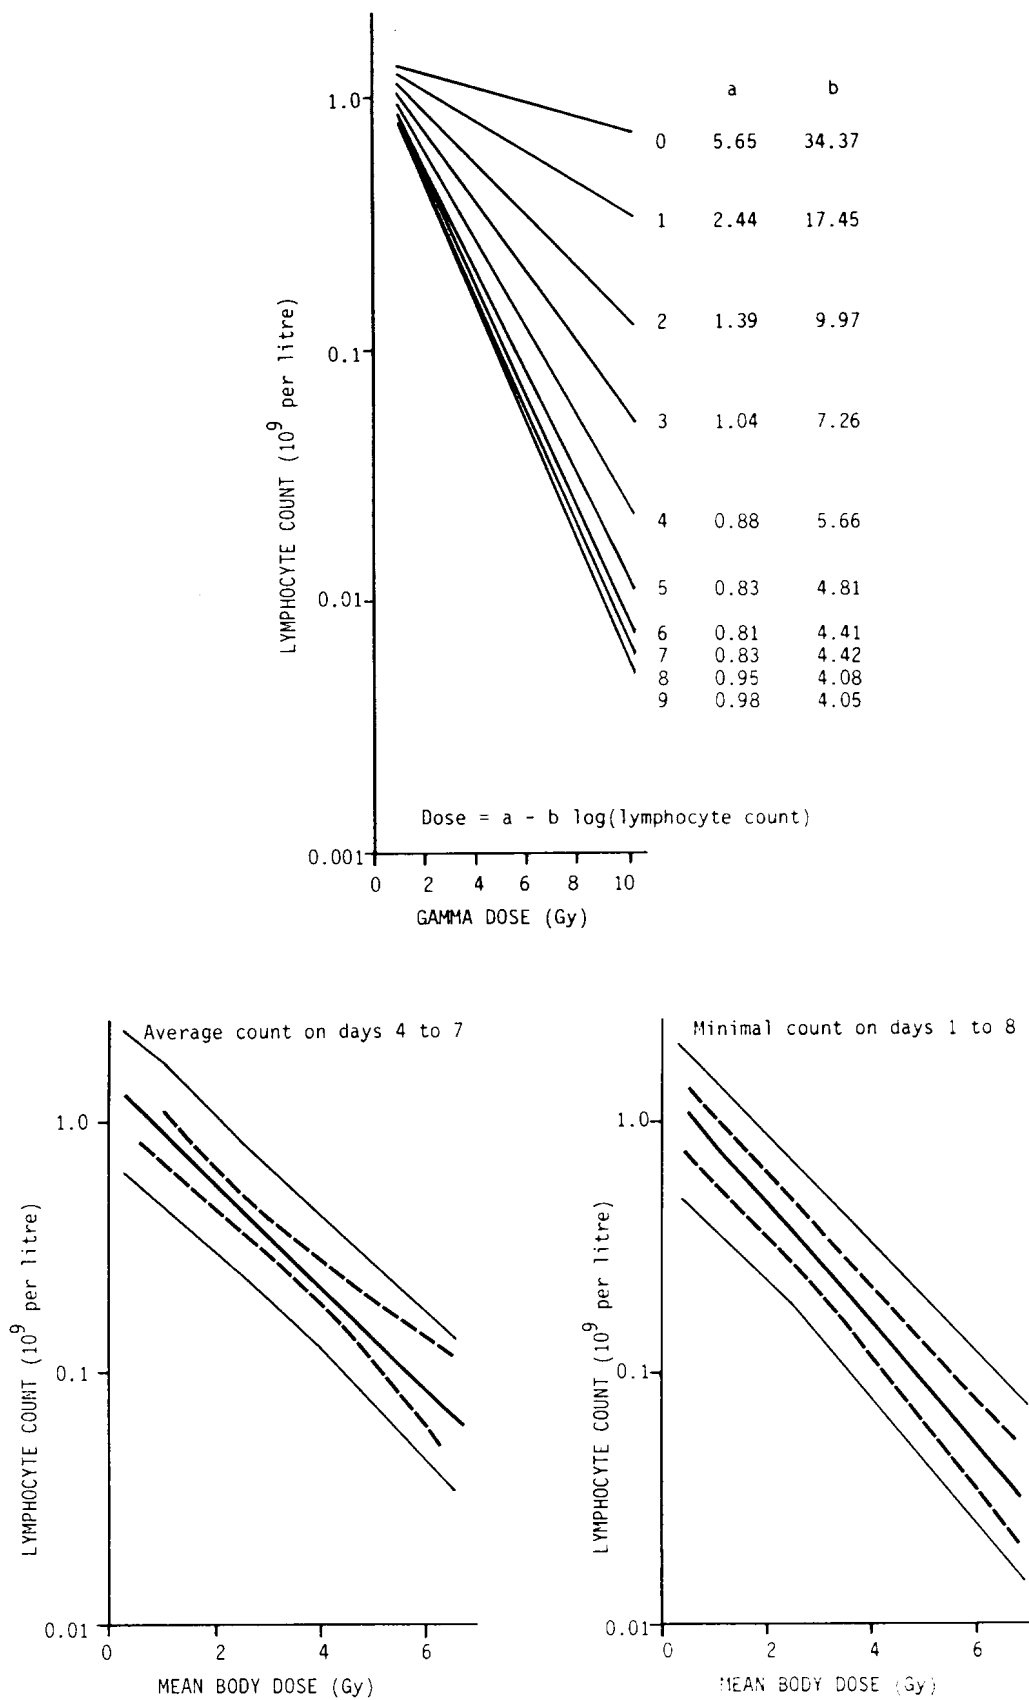 a b
1.0
0 5.65 34.37
1 2.44 17.45
2 1.39 9.97
0.1
3 1.04 7.26
4 0.88 5.66
5 0.83 4.81
0.01
6 0.81 4.41
7 0.83 4.42
8 0.95 4.08
9 0.98 4.05
LYMPHOCYTE COUNT (10⁹ per litre)
Dose = a - b log(lymphocyte count)
0.001
0 2 4 6 8 10
GAMMA DOSE (Gy)
Average count on days 4 to 7
1.0
0.1
0.01
LYMPHOCYTE COUNT (10⁹ per litre)
0 2 4 6
MEAN BODY DOSE (Gy)
Minimal count on days 1 to 8
1.0
0.1
0.01
LYMPHOCYTE COUNT (10⁹ per litre)
0 2 4 6
MEAN BODY DOSE (Gy)